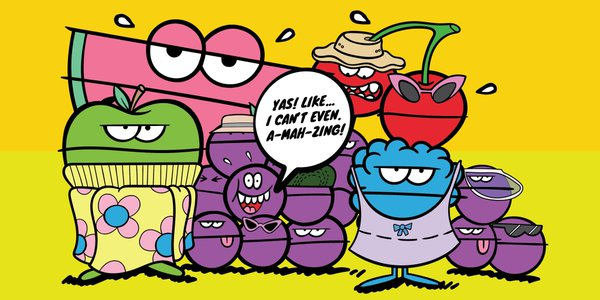 YAS! LIKE...
I CAN'T EVEN.
A-MAH-ZING!